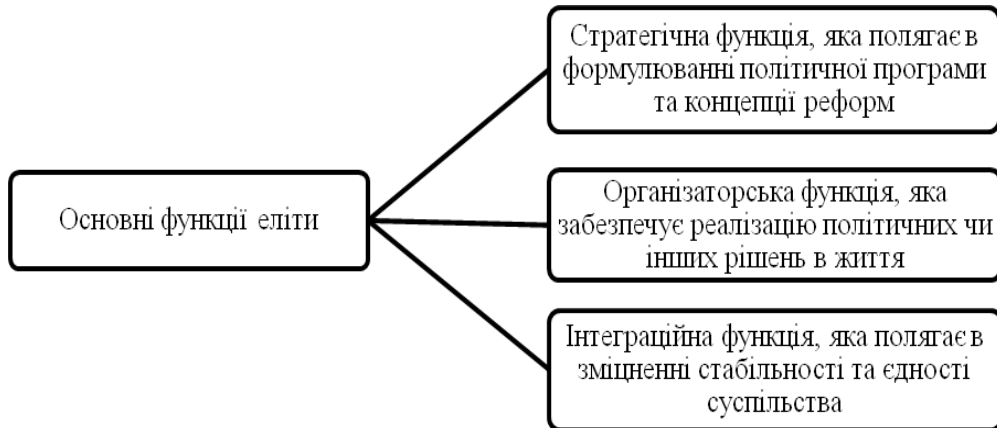 Основні функції еліти
Стратегічна функція, яка полягає в
формулюванні політичної програми
та концепції реформ
Організаторська функція, яка
забезпечує реалізацію політичних чи
інших рішень в життя
Інтеграційна функція, яка полягає в
зміцненні стабільності та єдності
суспільства